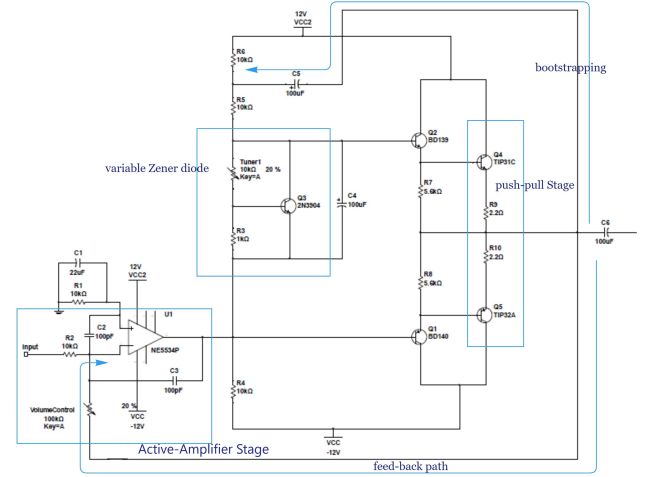 12V
VCC2
R6
10kΩ
C5
+
100uF
bootstrapping
R5
10kΩ
Q2
BD139
variable Zener diode
Tuner1
10kΩ 20 %
Key=A
Q4
TIP31C
Q3
2N3904
C4
+
100uF
R7
5.6kΩ
push-pull Stage
R9
2.2Ω
R3
1kΩ
C6
100uF
R10
2.2Ω
C1
22uF
12V
VCC2
R8
5.6kΩ
R1
10kΩ
U1
Q5
TIP32A
C2
100pF
+
−
Q1
BD140
Input
R2
10kΩ
NE5534P
C3
100pF
R4
10kΩ
VolumeControl
100kΩ
Key=A
20 %
VCC
-12V
VCC
-12V
Active-Amplifier Stage
feed-back path